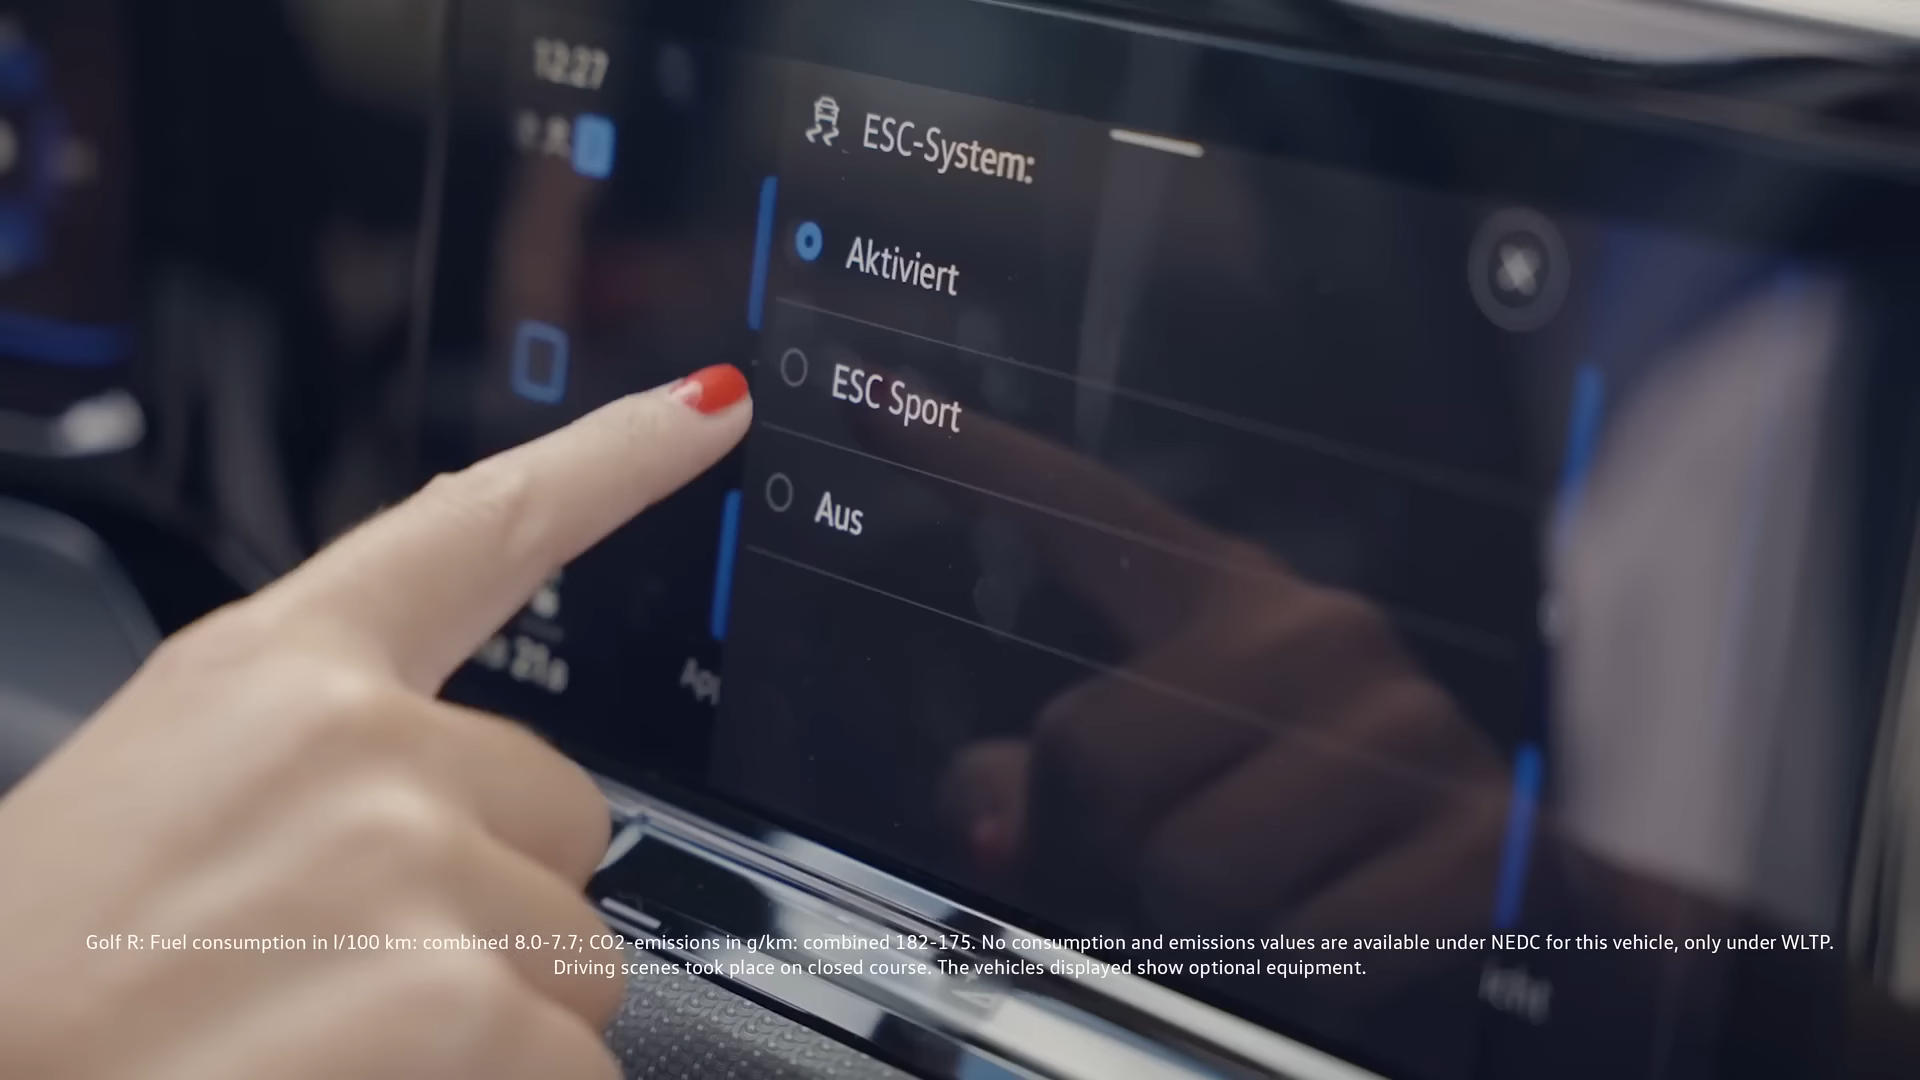 12:27
ESC-System:
Aktiviert
ESC Sport
Aus
App
Golf R: Fuel consumption in l/100 km: combined 8.0-7.7; CO2-emissions in g/km: combined 182-175. No consumption and emissions values are available under NEDC for this vehicle, only under WLTP.
Driving scenes took place on closed course. The vehicles displayed show optional equipment.